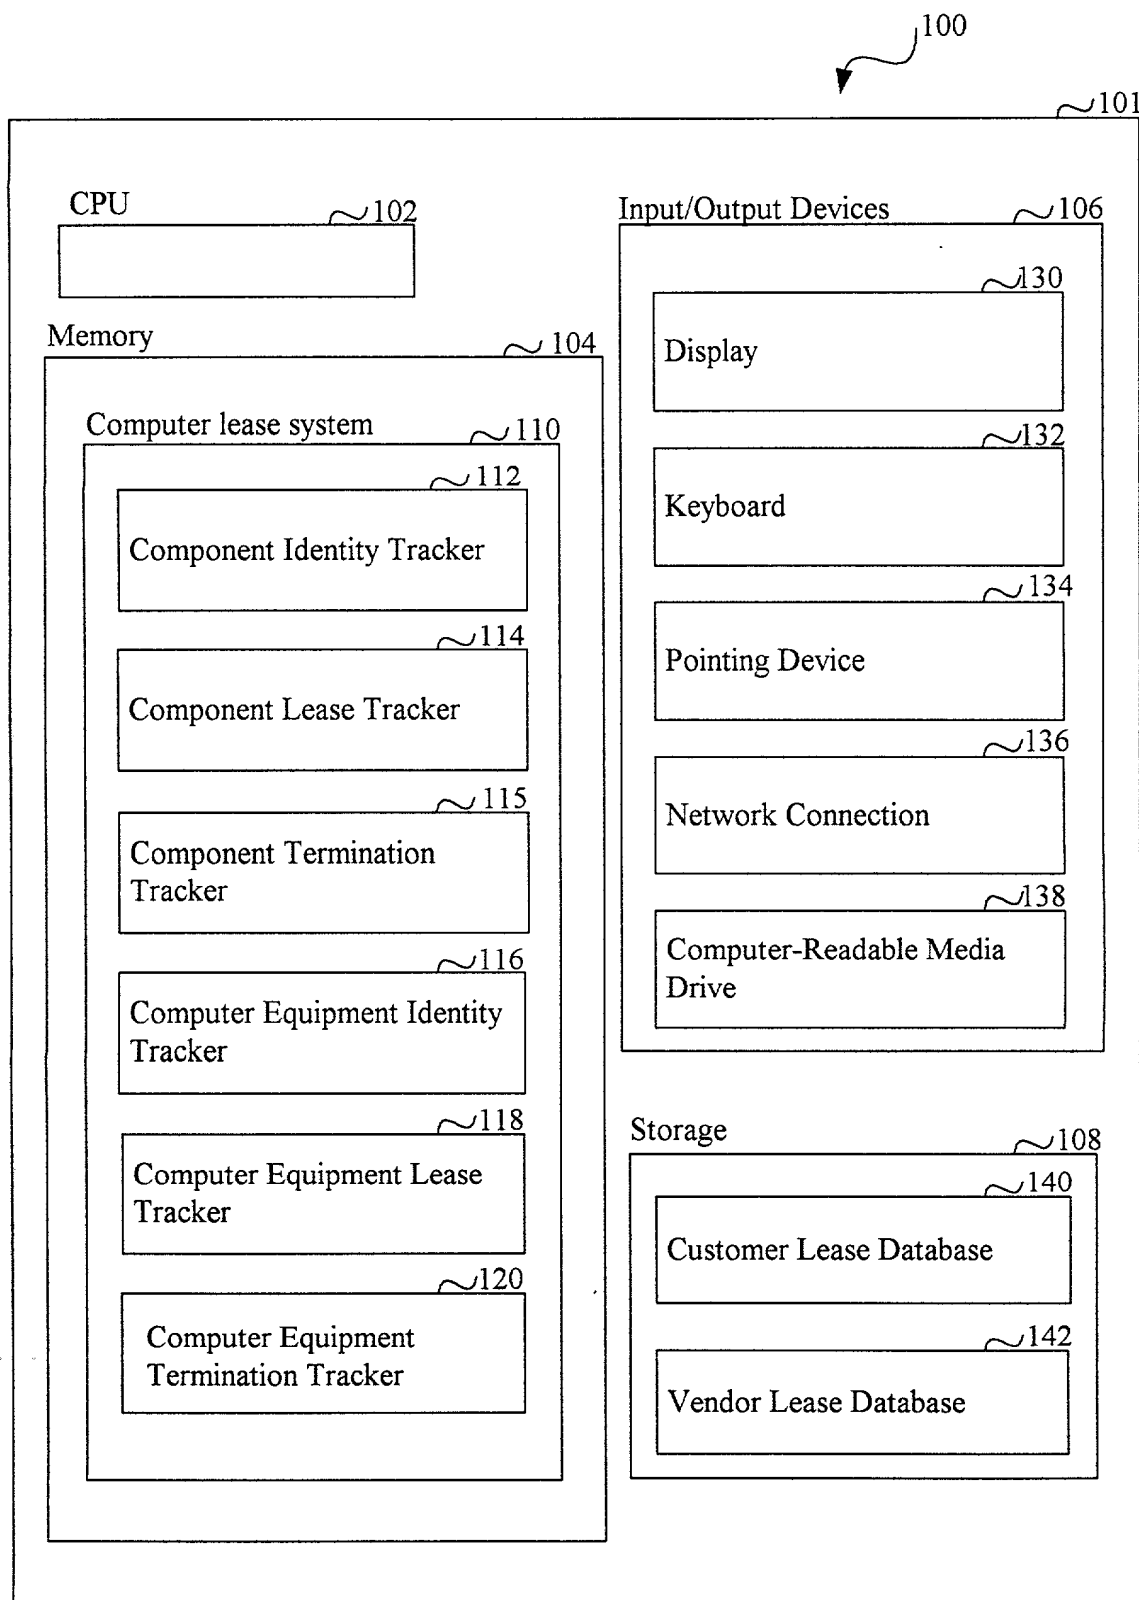 100
101
CPU
102
Memory
104
Computer lease system
110
112
Component Identity Tracker
114
Component Lease Tracker
115
Component Termination
Tracker
116
Computer Equipment Identity
Tracker
118
Computer Equipment Lease
Tracker
120
Computer Equipment
Termination Tracker
Input/Output Devices
106
130
Display
132
Keyboard
134
Pointing Device
136
Network Connection
138
Computer-Readable Media
Drive
Storage
108
140
Customer Lease Database
142
Vendor Lease Database